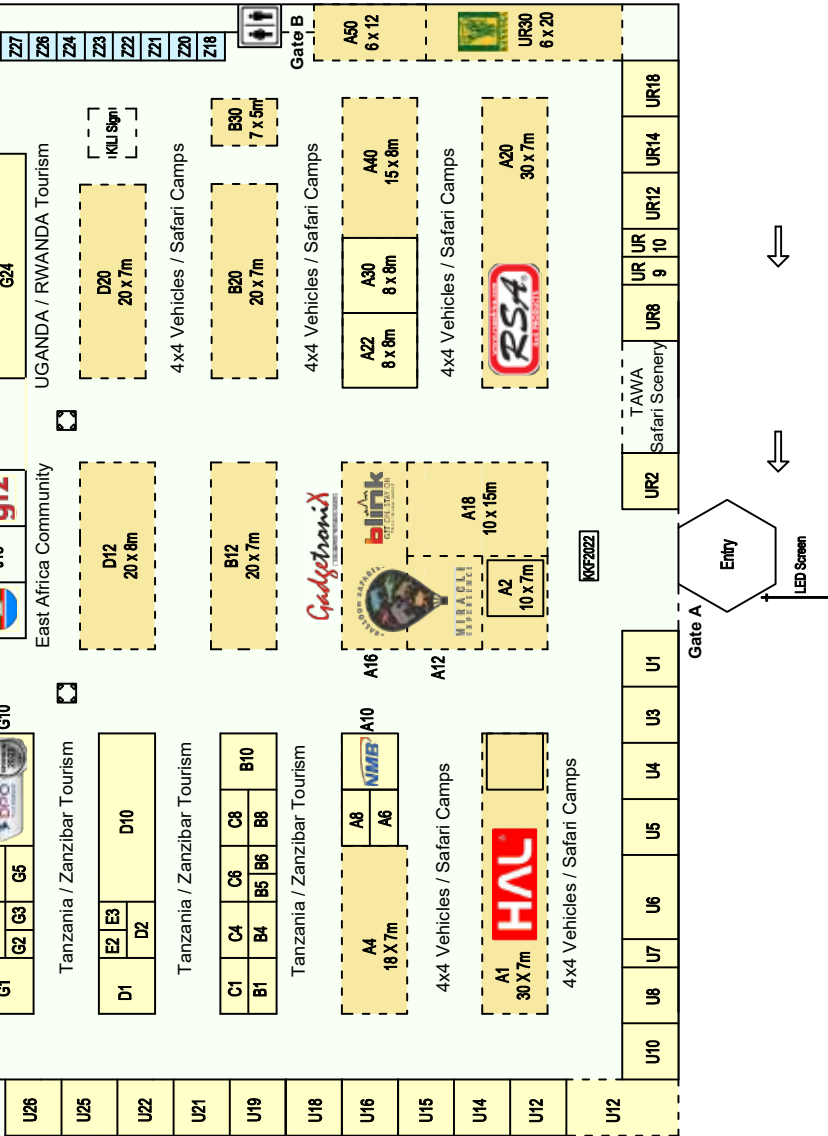 Z27
Z26
Z24
Z23
Z22
Z21
Z20
Z18
Gate B
A50
6 x 12
UR30
6 x 20
G24
UGANDA / RWANDA Tourism
KILI Sign
D20
20 x 7m
4x4 Vehicles / Safari Camps
B30
7 x 5m
B20
20 x 7m
4x4 Vehicles / Safari Camps
A40
15 x 8m
A30
8 x 8m
A22
8 x 8m
4x4 Vehicles / Safari Camps
A20
30 x 7m
RSA
UR18
UR14
UR12
UR
10
UR
9
UR8
TAWA
Safari Scenery
UR2
giz
East Africa Community
D12
20 x 8m
B12
20 x 7m
GadgetroniX
blink
A18
10 x 15m
BALLOON SAFARIS
MIRACLE
EXPERIENCE
A2
10 x 7m
A16
A12
KKF2022
Entry
LED Screen
Gate A
G10
DPO
G5
G3
G2
G1
Tanzania / Zanzibar Tourism
D10
E3
E2
D2
D1
Tanzania / Zanzibar Tourism
B10
C8
B8
C6
B6
B5
C4
B4
C1
B1
Tanzania / Zanzibar Tourism
A10
NMB
A8
A6
A4
18 X 7m
4x4 Vehicles / Safari Camps
HAL
A1
30 X 7m
4x4 Vehicles / Safari Camps
U1
U3
U4
U5
U6
U7
U8
U10
U26
U25
U22
U21
U19
U18
U16
U15
U14
U12
U12